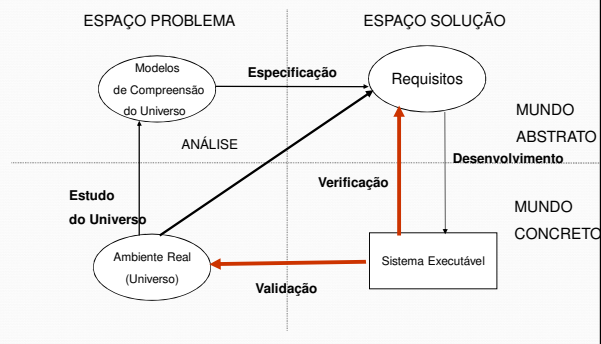 ESPAÇO PROBLEMA
ESPAÇO SOLUÇÃO
Modelos
de Compreensão
do Universo
Especificação
Requisitos
MUNDO
ABSTRATO
ANÁLISE
Desenvolvimento
Verificação
Estudo
do Universo
MUNDO
CONCRETO
Ambiente Real
(Universo)
Sistema Executável
Validação